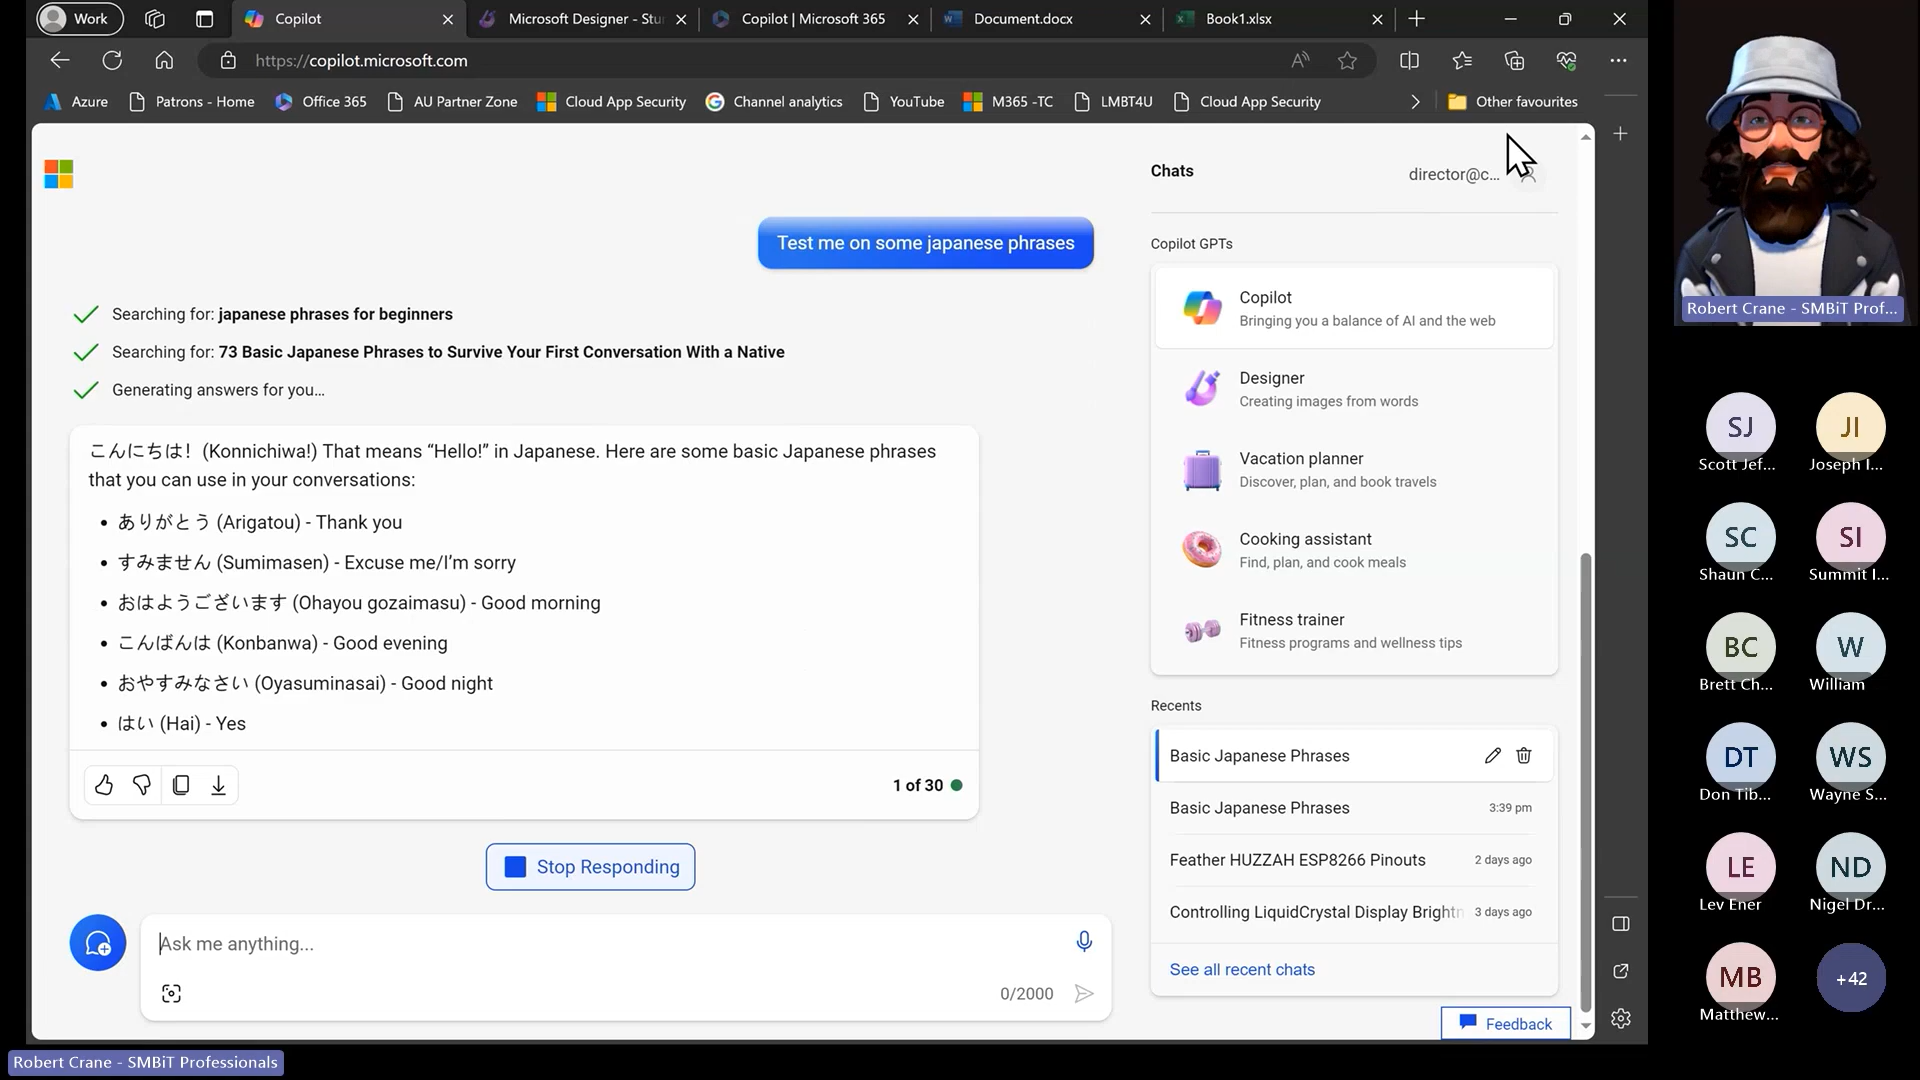 Work
Copilot
Microsoft Designer - Stu
Copilot | Microsoft 365
Document.docx
Book1.xlsx
https://copilot.microsoft.com
Azure
Patrons - Home
Office 365
AU Partner Zone
Cloud App Security
Channel analytics
YouTube
M365 -TC
LMBT4U
Cloud App Security
Other favourites
Test me on some japanese phrases
Searching for: japanese phrases for beginners
Searching for: 73 Basic Japanese Phrases to Survive Your First Conversation With a Native
Generating answers for you...
こんにちは！(Konnichiwa!) That means “Hello!” in Japanese. Here are some basic Japanese phrases
that you can use in your conversations:
• ありがとう (Arigatou) - Thank you
• すみません (Sumimasen) - Excuse me/I’m sorry
• おはようございます (Ohayou gozaimasu) - Good morning
• こんばんは (Konbanwa) - Good evening
• おやすみなさい (Oyasuminasai) - Good night
• はい (Hai) - Yes
1 of 30
Stop Responding
Ask me anything...
0/2000
Chats
director@c...
Copilot GPTs
Copilot
Bringing you a balance of AI and the web
Designer
Creating images from words
Vacation planner
Discover, plan, and book travels
Cooking assistant
Find, plan, and cook meals
Fitness trainer
Fitness programs and wellness tips
Recents
Basic Japanese Phrases
Basic Japanese Phrases 3:39 pm
Feather HUZZAH ESP8266 Pinouts 2 days ago
Controlling LiquidCrystal Display Brightn 3 days ago
See all recent chats
Feedback
Robert Crane - SMBiT Prof...
SJ
Scott Jef...
JI
Joseph I...
SC
Shaun C...
SI
Summit I...
BC
Brett Ch...
W
William
DT
Don Tib...
WS
Wayne S...
LE
Lev Ener
ND
Nigel Dr...
MB
Matthew...
+42
Robert Crane - SMBiT Professionals